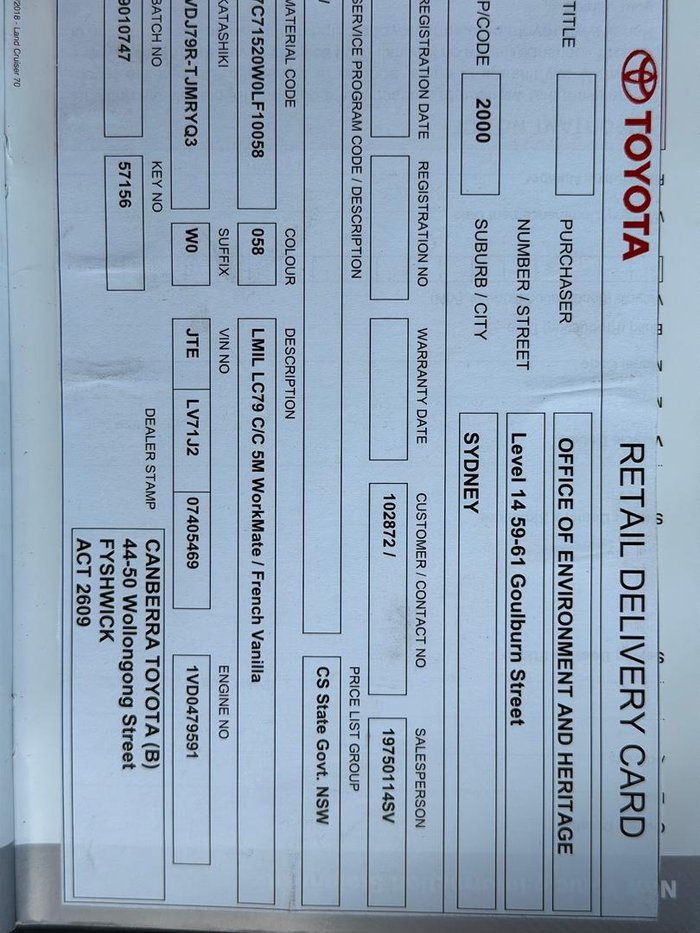 TOYOTA
RETAIL DELIVERY CARD
TITLE
PURCHASER
OFFICE OF ENVIRONMENT AND HERITAGE
NUMBER / STREET
Level 14 59-61 Goulburn Street
P/CODE
2000
SUBURB / CITY
SYDNEY
REGISTRATION DATE
REGISTRATION NO
WARRANTY DATE
CUSTOMER / CONTACT NO
102872 /
SALESPERSON
19750114SV
SERVICE PROGRAM CODE / DESCRIPTION
/
PRICE LIST GROUP
CS State Govt. NSW
MATERIAL CODE
7C71520W0LF10058
COLOUR
058
DESCRIPTION
LMIL LC79 C/C 5M WorkMate / French Vanilla
KATASHIKI
VDJ79R-TJMRYQ3
SUFFIX
W0
VIN NO
JTE LV71J2 07405469
ENGINE NO
1VD0479591
BATCH NO
9010747
KEY NO
57156
DEALER STAMP
CANBERRA TOYOTA (B)
44-50 Wollongong Street
FYSHWICK
ACT 2609
2018 - Land Cruiser 70